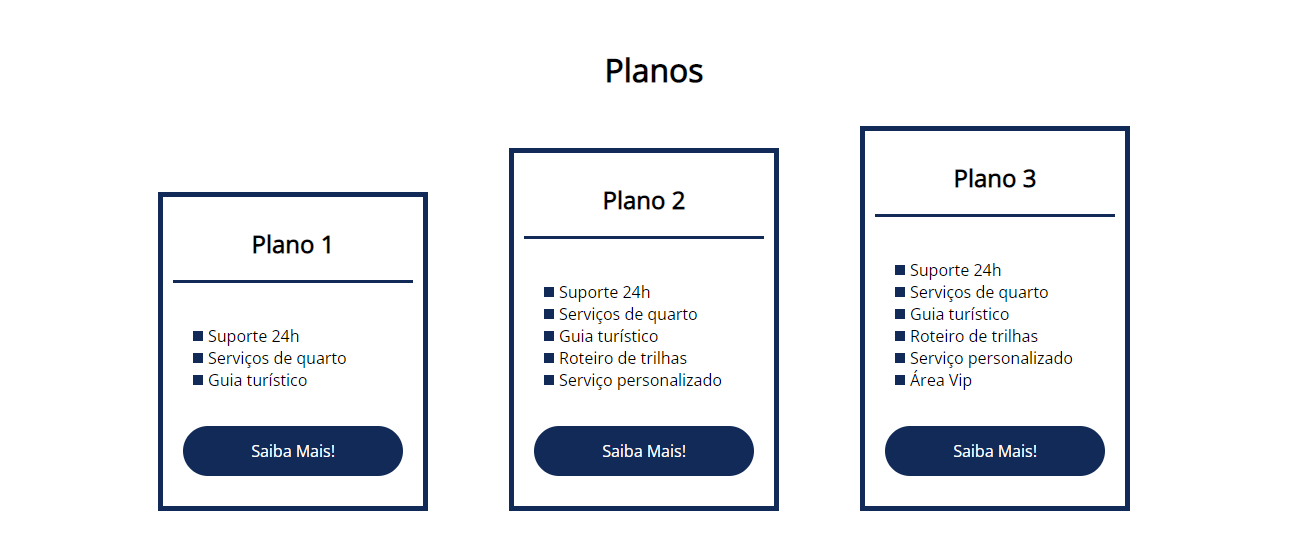 Planos
Plano 1
Suporte 24h
Serviços de quarto
Guia turístico
Saiba Mais!
Plano 2
Suporte 24h
Serviços de quarto
Guia turístico
Roteiro de trilhas
Serviço personalizado
Saiba Mais!
Plano 3
Suporte 24h
Serviços de quarto
Guia turístico
Roteiro de trilhas
Serviço personalizado
Área Vip
Saiba Mais!